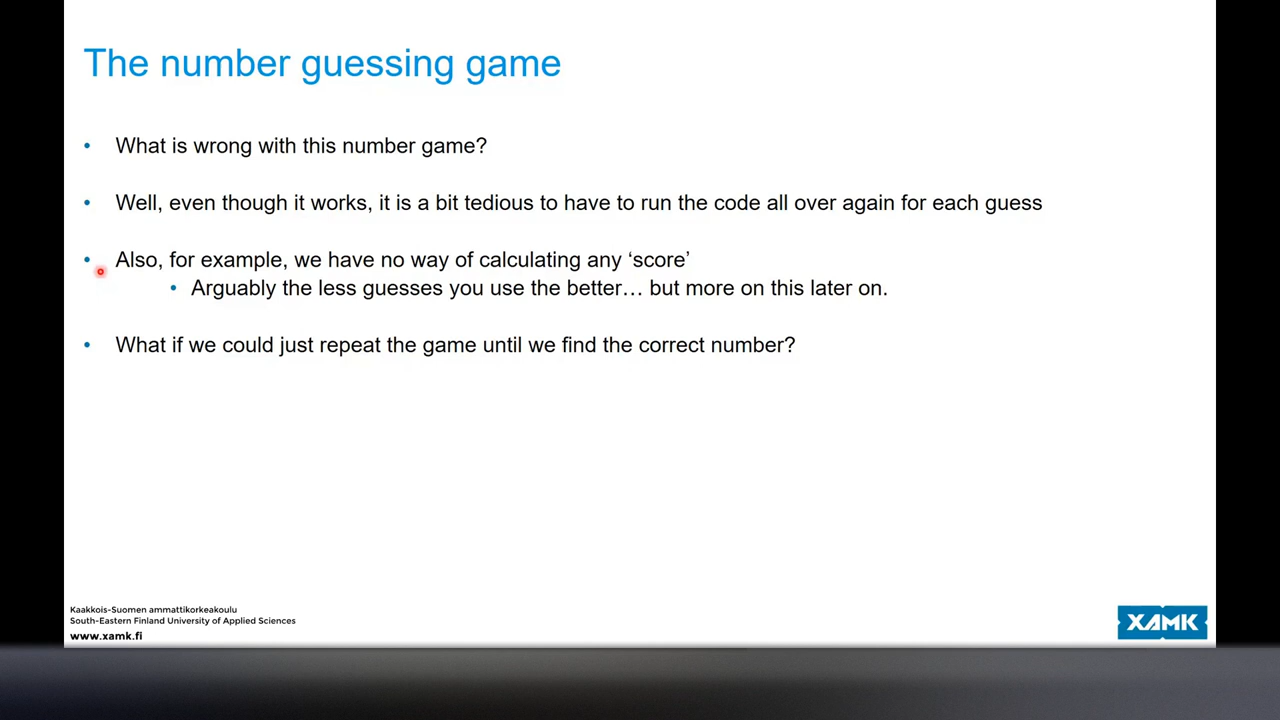 The number guessing game
• What is wrong with this number game?
• Well, even though it works, it is a bit tedious to have to run the code all over again for each guess
• Also, for example, we have no way of calculating any ‘score’
• Arguably the less guesses you use the better… but more on this later on.
• What if we could just repeat the game until we find the correct number?
Kaakkois-Suomen ammattikorkeakoulu
South-Eastern Finland University of Applied Sciences
www.xamk.fi
XAMK